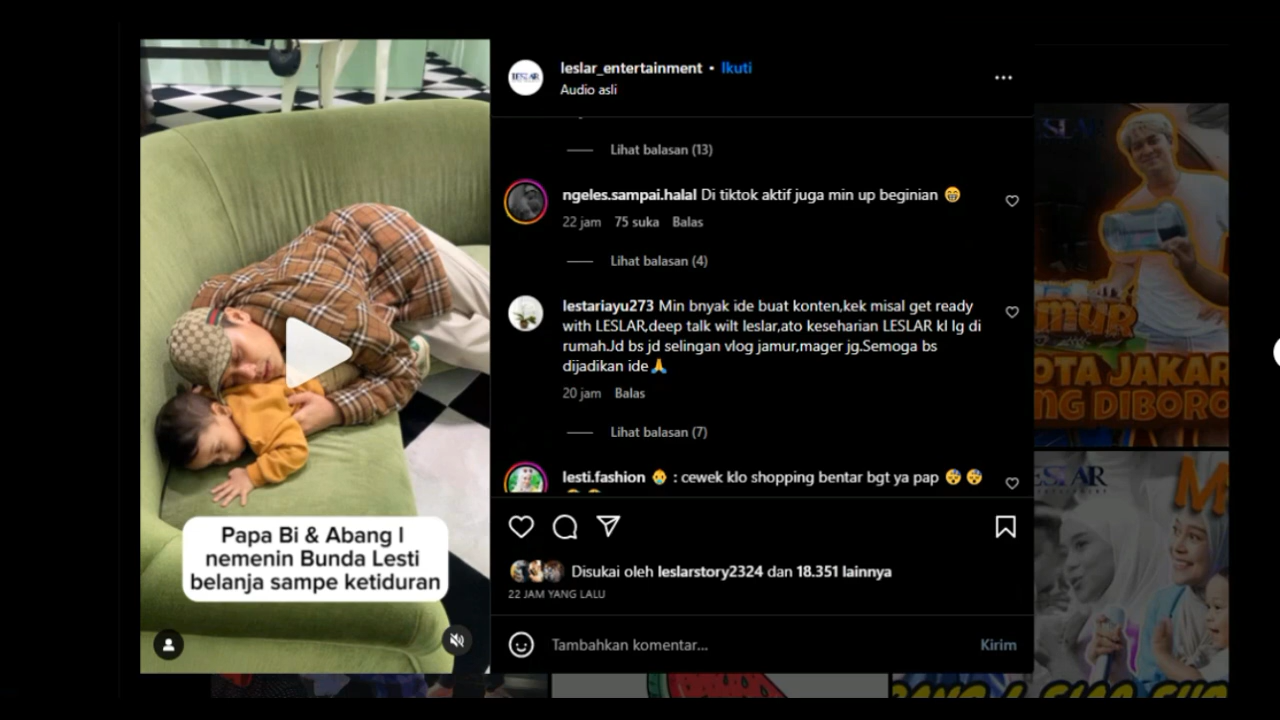 leslar_entertainment • Ikuti
Audio asli
Lihat balasan (13)
ngeles.sampai.halal Di tiktok aktif juga min up beginian 😁
22 jam 75 suka Balas
Lihat balasan (4)
lestariayu273 Min bnyak ide buat konten,kek misal get ready
with LESLAR,deep talk wilt leslar,ato keseharian LESLAR kl lg di
rumah.Jd bs jd selingan vlog jamur,mager jg.Semoga bs
dijadikan ide🙏
20 jam Balas
Lihat balasan (7)
lesti.fashion 👶 : cewek klo shopping bentar bgt ya pap 😴 😴
Disukai oleh leslarstory2324 dan 18.351 lainnya
22 JAM YANG LALU
Tambahkan komentar...
Kirim
Papa Bi & Abang l
nemenin Bunda Lesti
belanja sampe ketiduran
LESLAR
OTA JAKAR
NG DIBORO